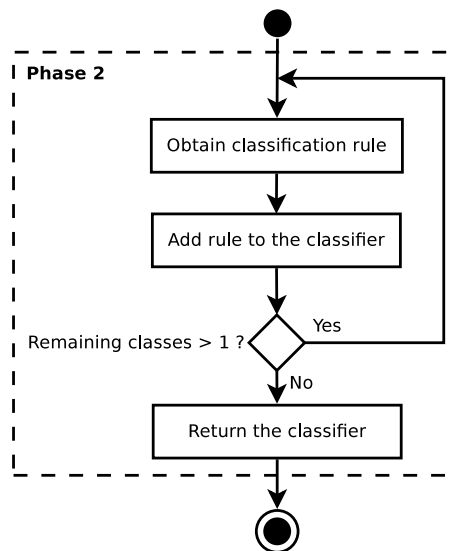 Phase 2
Obtain classification rule
Add rule to the classifier
Remaining classes > 1 ?
Yes
No
Return the classifier